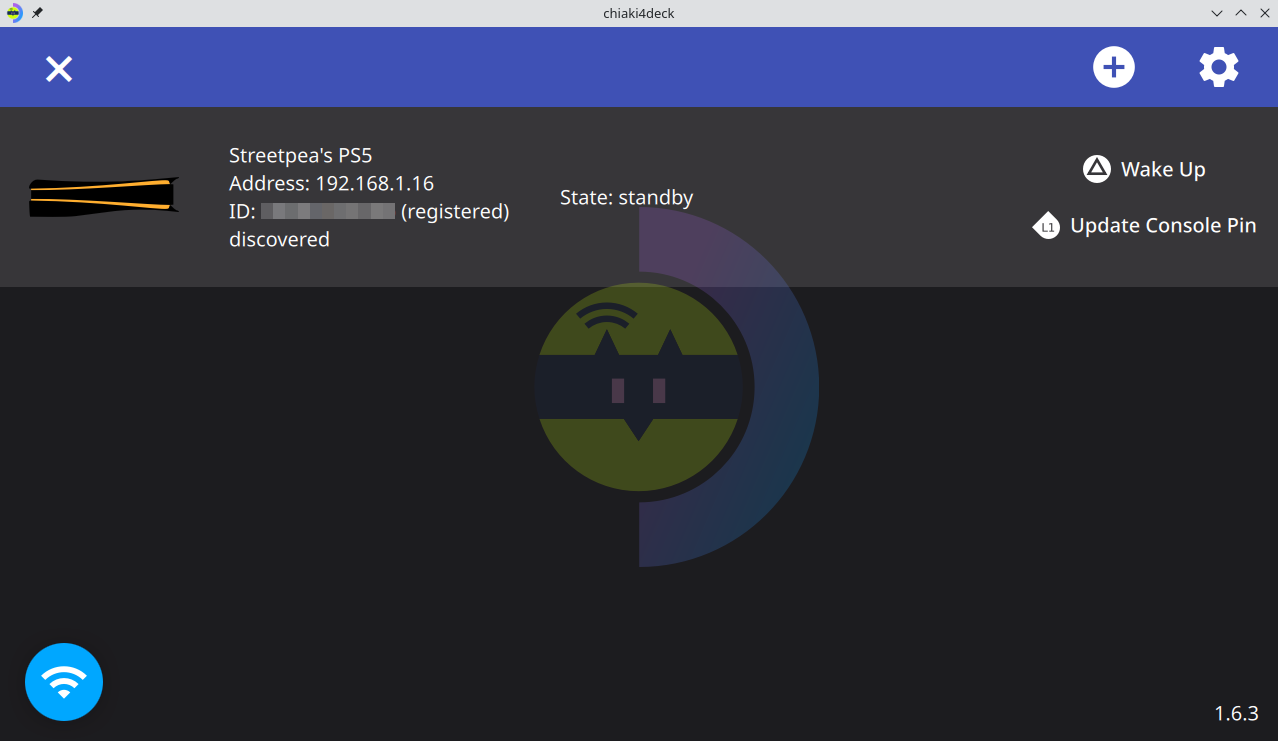 chiaki4deck
Streetpea's PS5
Address: 192.168.1.16
ID: (registered)
discovered
State: standby
Wake Up
L1 Update Console Pin
1.6.3